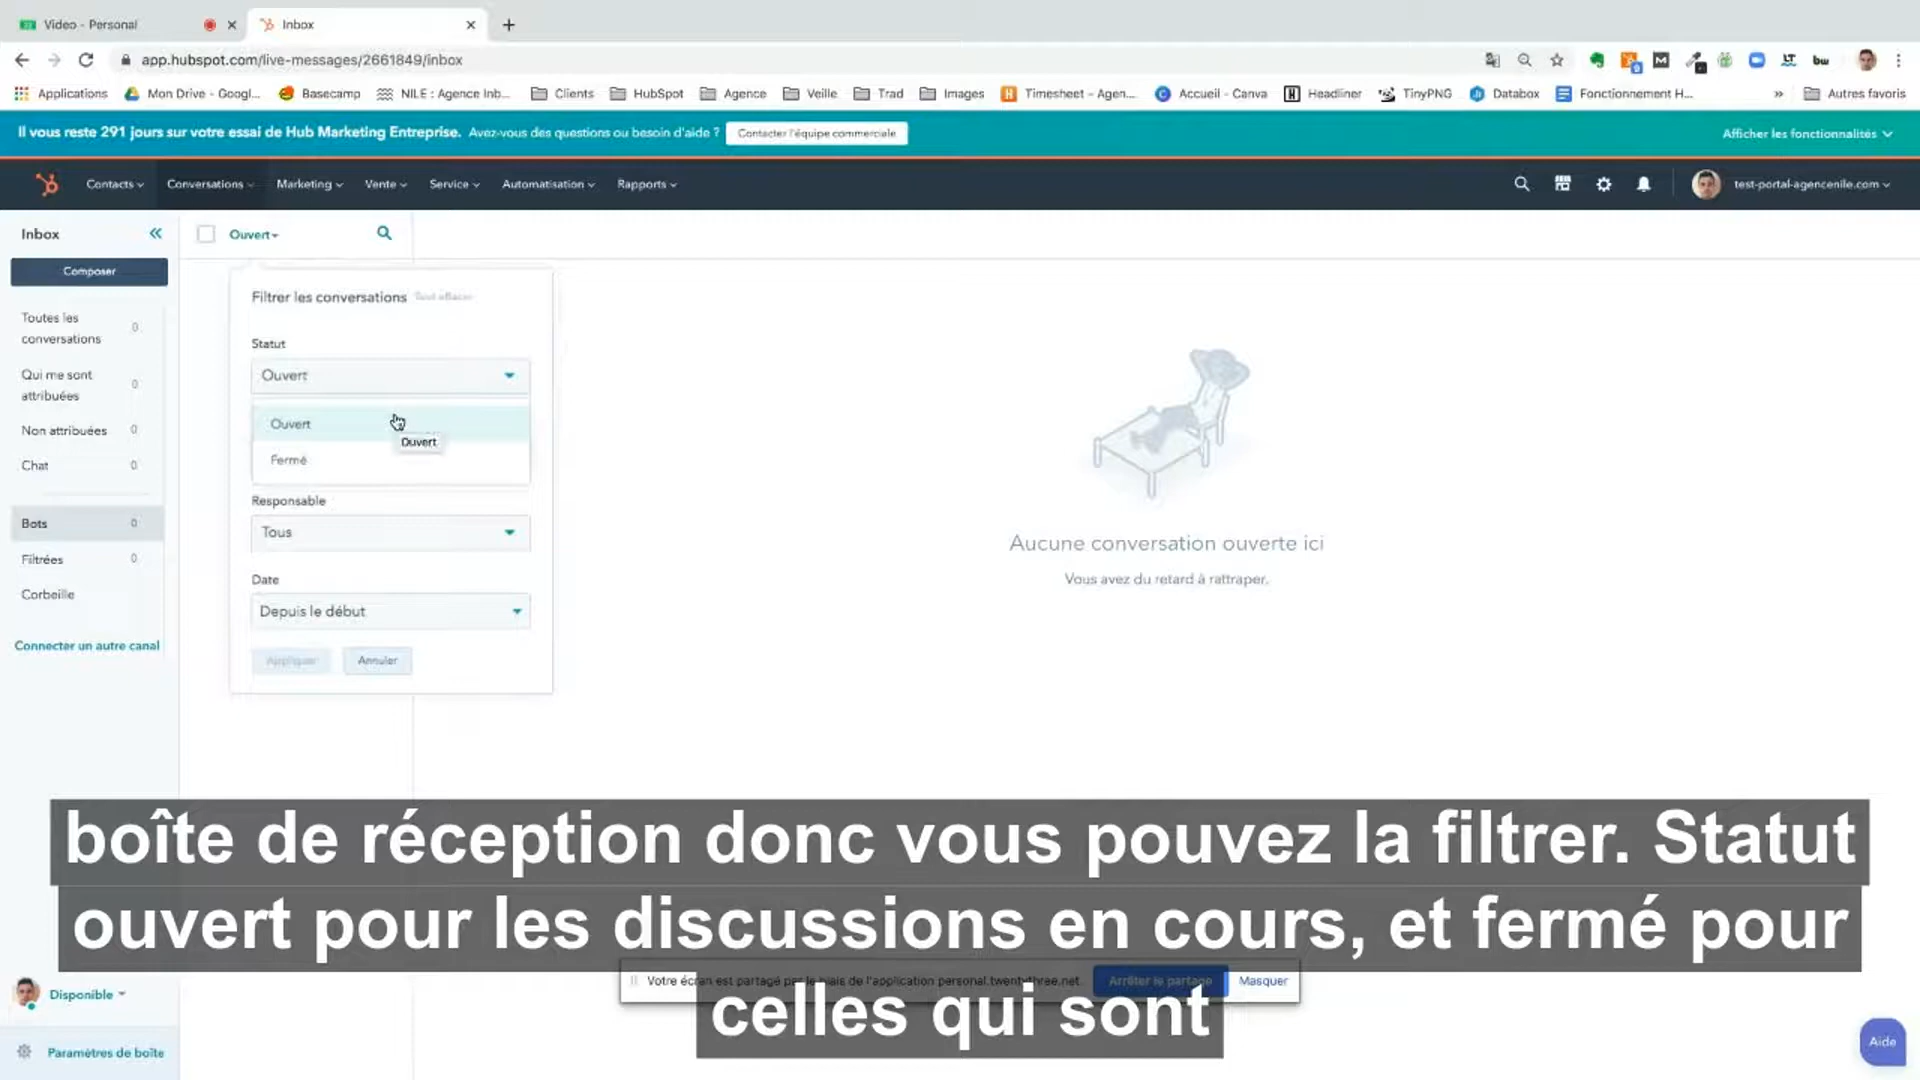 Video - Personal
Inbox
app.hubspot.com/live-messages/2661849/inbox
Applications
Mon Drive - Googl...
Basecamp
NILE : Agence Inb...
Clients
HubSpot
Agence
Veille
Trad
Images
Timesheet - Agen...
Accueil - Canva
Headliner
TinyPNG
Databox
Fonctionnement H...
»
Autres favoris
Il vous reste 291 jours sur votre essai de Hub Marketing Entreprise. Avez-vous des questions ou besoin d'aide ?
Contacter l'équipe commerciale
Afficher les fonctionnalités
Contacts
Conversations
Marketing
Vente
Service
Automatisation
Rapports
test-portal-agencenile.com
Inbox
Ouvert
Composer
Toutes les
conversations
0
Qui me sont
attribuées
0
Non attribuées 0
Chat 0
Bots 0
Filtrées 0
Corbeille
Connecter un autre canal
Filtrer les conversations Tout effacer
Statut
Ouvert
Ouvert
Ouvert
Fermé
Responsable
Tous
Date
Depuis le début
Appliquer
Annuler
Aucune conversation ouverte ici
Vous avez du retard à rattraper.
boîte de réception donc vous pouvez la filtrer. Statut
ouvert pour les discussions en cours, et fermé pour
celles qui sont
Votre écran est partagé par le biais de l'application personal.twentythree.net.
Arrêter le partage
Masquer
Disponible
Paramètres de boîte
Aide